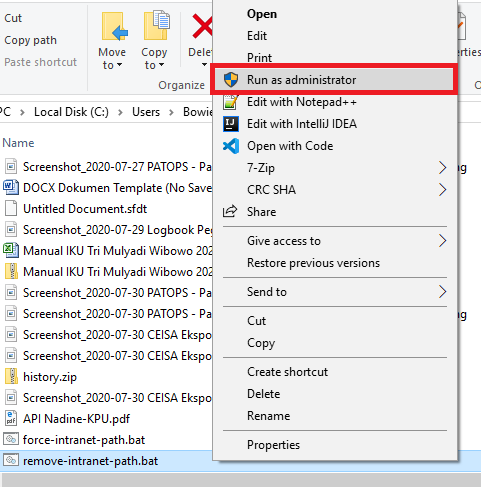 Cut
Copy path
Paste shortcut
Move to
Copy to
Delete
Organize
PC
Local Disk (C:)
Users
Bowie
Name
Screenshot_2020-07-27 PATOPS - Pa
DOCX Dokumen Template (No Save
Untitled Document.sfdt
Screenshot_2020-07-29 Logbook Peg
Manual IKU Tri Mulyadi Wibowo 202
Manual IKU Tri Mulyadi Wibowo 202
Screenshot_2020-07-30 PATOPS - Pa
Screenshot_2020-07-30 PATOPS - Pa
Screenshot_2020-07-30 CEISA Ekspo
Screenshot_2020-07-30 CEISA Ekspo
history.zip
Screenshot_2020-07-30 CEISA Ekspo
API Nadine-KPU.pdf
force-intranet-path.bat
remove-intranet-path.bat
Open
Edit
Print
Run as administrator
Edit with Notepad++
Edit with IntelliJ IDEA
Open with Code
7-Zip
CRC SHA
Share
Give access to
Restore previous versions
Send to
Cut
Copy
Create shortcut
Delete
Rename
Properties